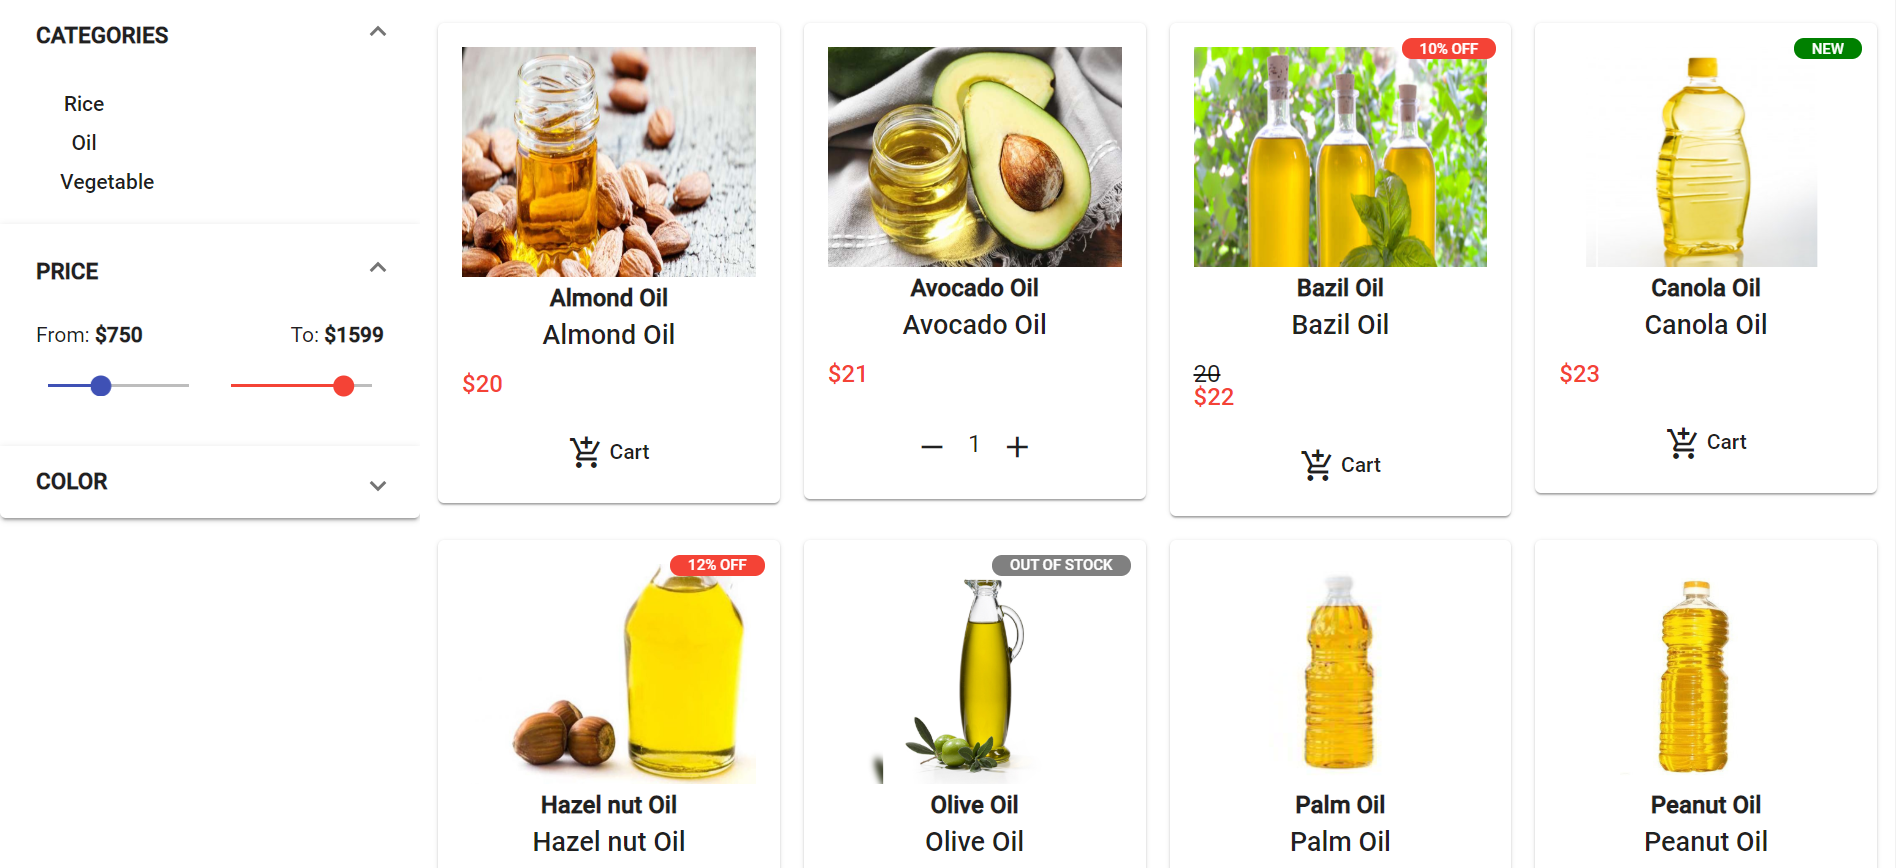 CATEGORIES
Rice
Oil
Vegetable
PRICE
From: $750
To: $1599
COLOR
Almond Oil
Almond Oil
$20
Cart
Avocado Oil
Avocado Oil
$21
1
10% OFF
Bazil Oil
Bazil Oil
20
$22
Cart
NEW
Canola Oil
Canola Oil
$23
Cart
12% OFF
Hazel nut Oil
Hazel nut Oil
OUT OF STOCK
Olive Oil
Olive Oil
Palm Oil
Palm Oil
Peanut Oil
Peanut Oil